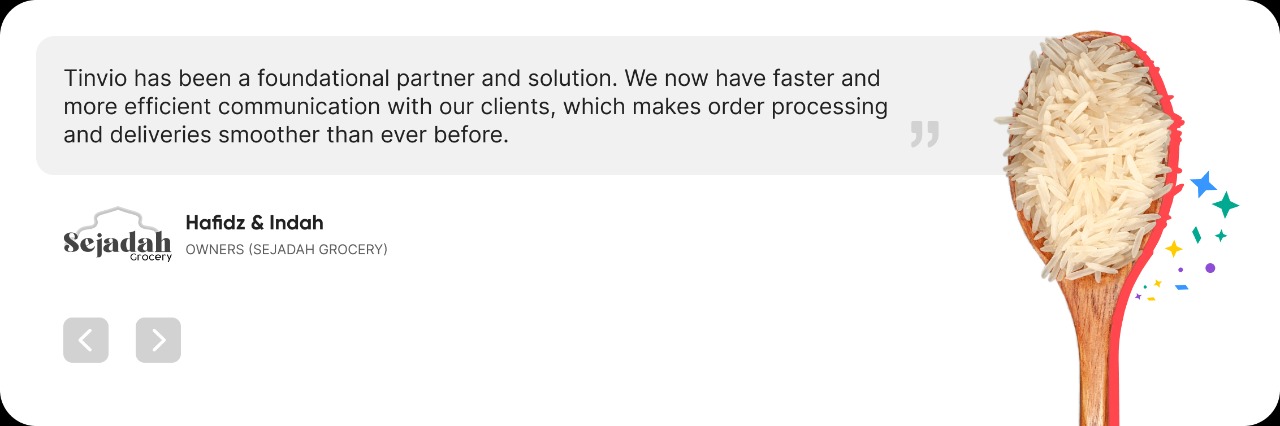 Tinvio has been a foundational partner and solution. We now have faster and
more efficient communication with our clients, which makes order processing
and deliveries smoother than ever before.
”
Sejadah
Grocery
Hafidz & Indah
OWNERS (SEJADAH GROCERY)